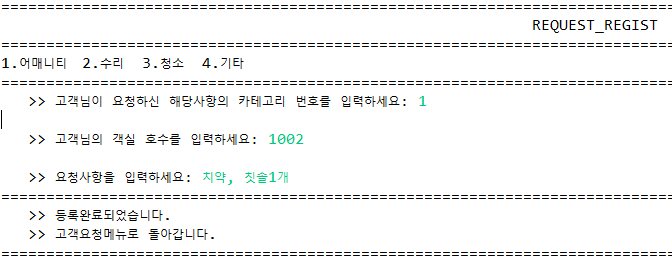 ================================================================
REQUEST_REGIST
================================================================
1.어매니티  2.수리  3.청소  4.기타
================================================================
>> 고객님이 요청하신 해당사항의 카테고리 번호를 입력하세요: 1
>> 고객님의 객실 호수를 입력하세요: 1002
>> 요청사항을 입력하세요: 치약, 칫솔1개
================================================================
>> 등록완료되었습니다.
>> 고객요청메뉴로 돌아갑니다.
================================================================